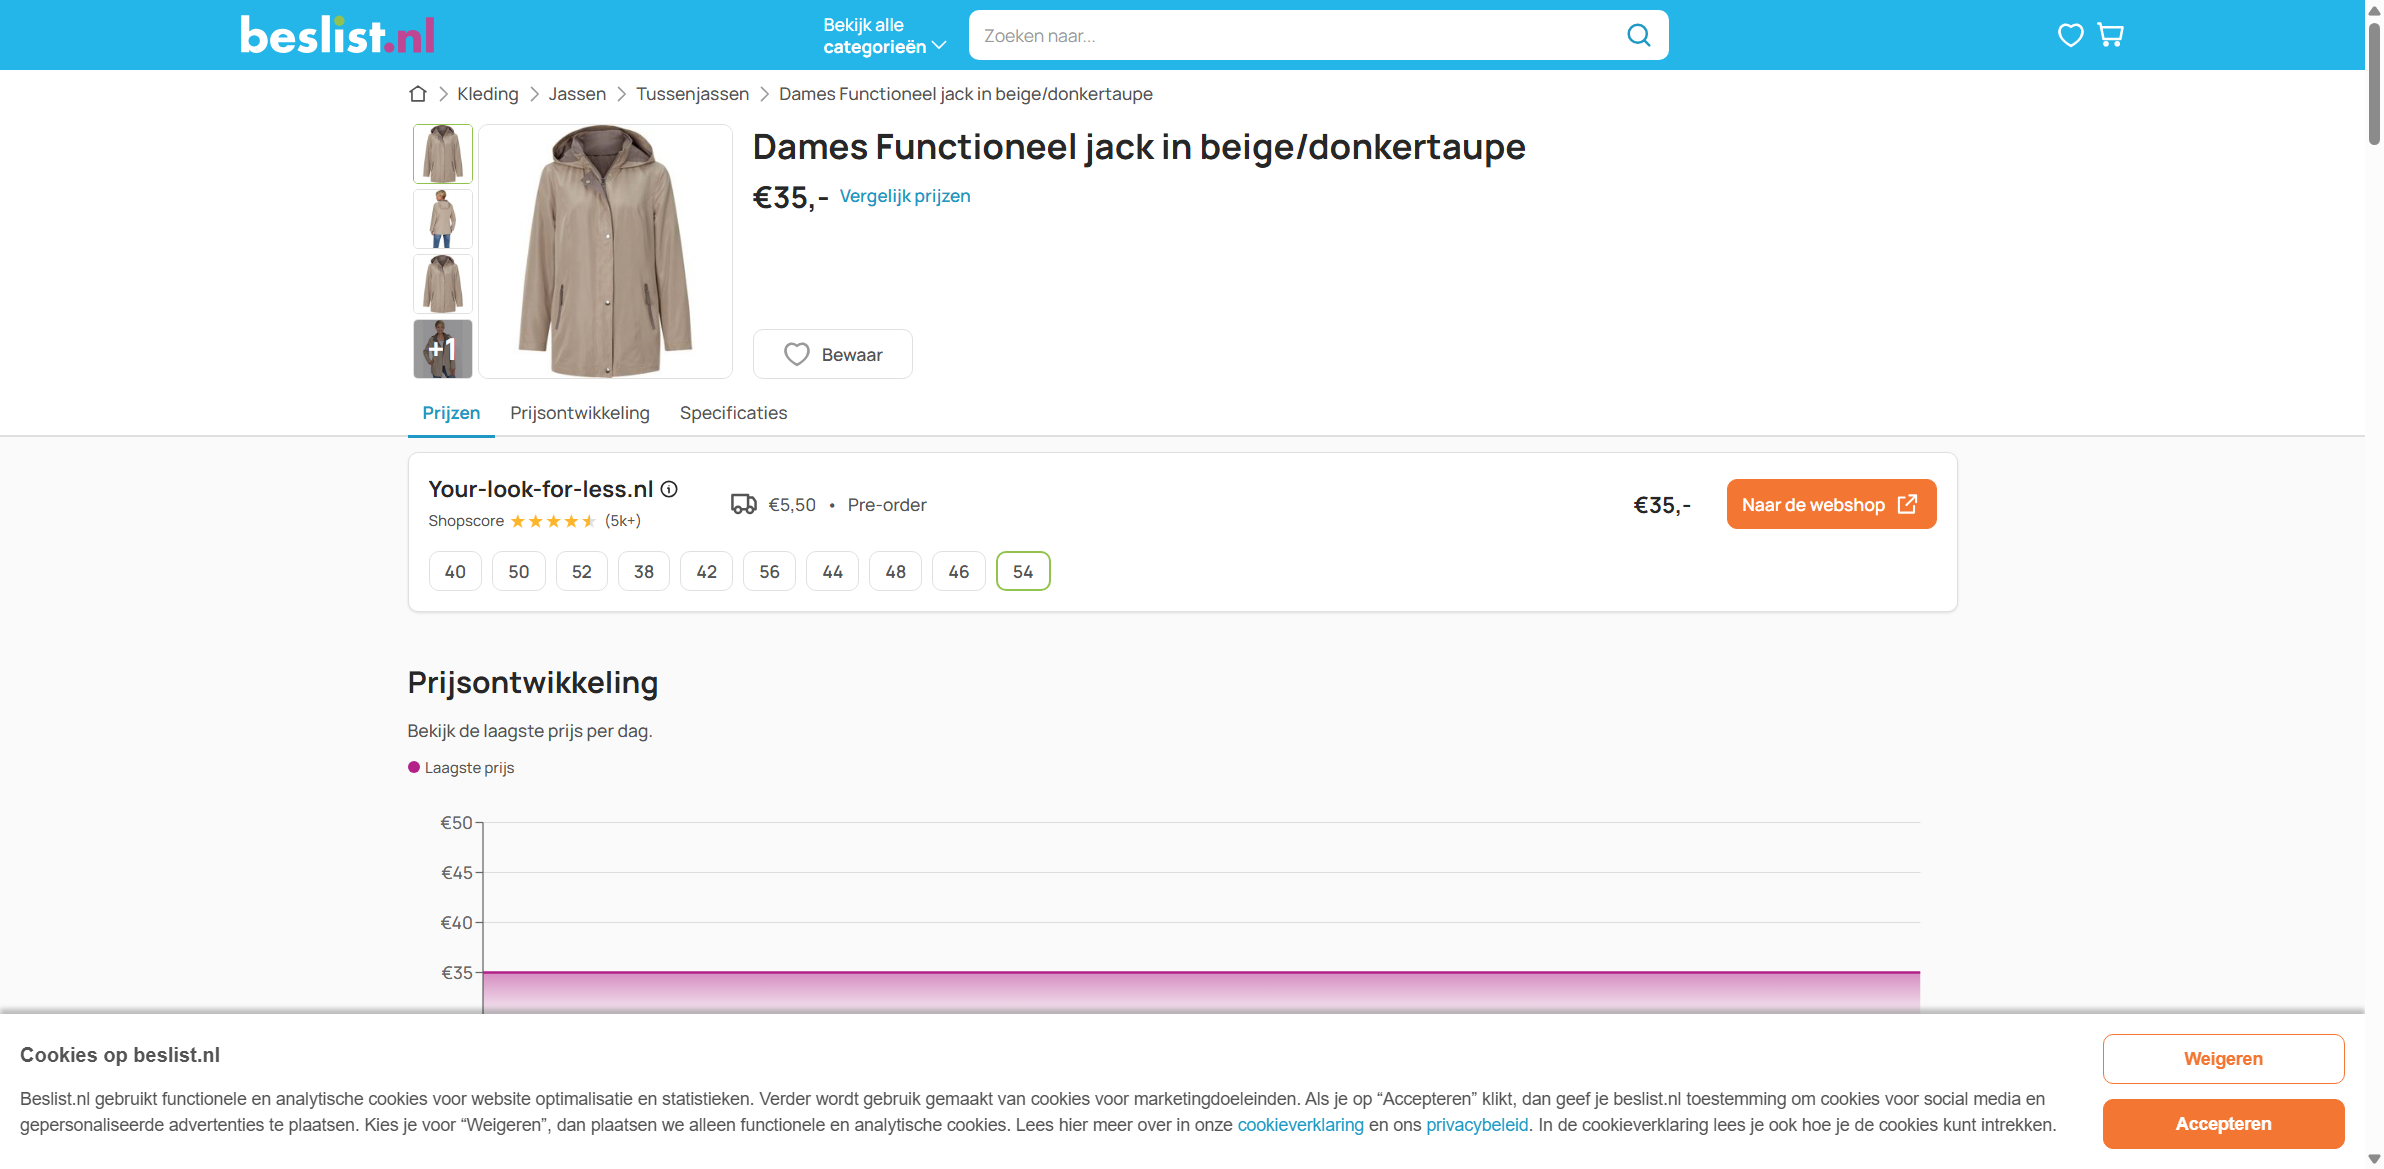 beslist.nl
Bekijk alle
categorieën
Zoeken naar...
Kleding
Jassen
Tussenjassen
Dames Functioneel jack in beige/donkertaupe
Dames Functioneel jack in beige/donkertaupe
€35,- Vergelijk prijzen
+1
Bewaar
Prijzen
Prijsontwikkeling
Specificaties
Your-look-for-less.nl
Shopscore (5k+)
€5,50 • Pre-order
€35,-
Naar de webshop
40 50 52 38 42 56 44 48 46 54
Prijsontwikkeling
Bekijk de laagste prijs per dag.
Laagste prijs
€50
€45
€40
€35
Cookies op beslist.nl
Beslist.nl gebruikt functionele en analytische cookies voor website optimalisatie en statistieken. Verder wordt gebruik gemaakt van cookies voor marketingdoeleinden. Als je op “Accepteren” klikt, dan geef je beslist.nl toestemming om cookies voor social media en
gepersonaliseerde advertenties te plaatsen. Kies je voor “Weigeren”, dan plaatsen we alleen functionele en analytische cookies. Lees hier meer over in onze cookieverklaring en ons privacybeleid. In de cookieverklaring lees je ook hoe je de cookies kunt intrekken.
Weigeren
Accepteren